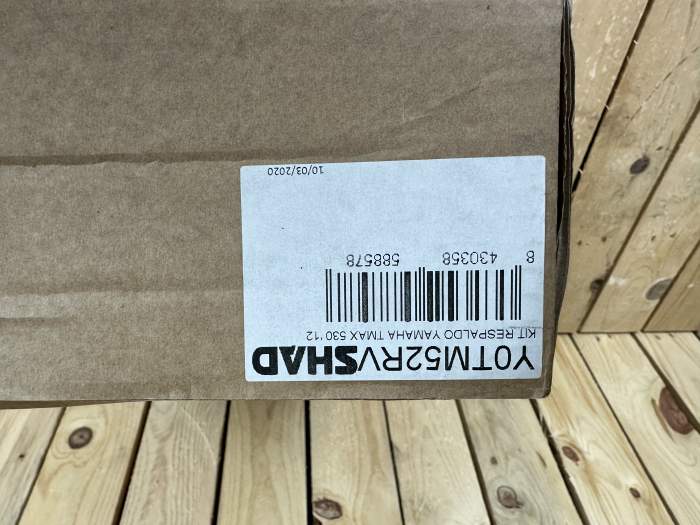 Y0TM52RV SHAD
KIT RESPALDO YAMAHA TMAX 530 '12
8 430358 588578
10/03/2020